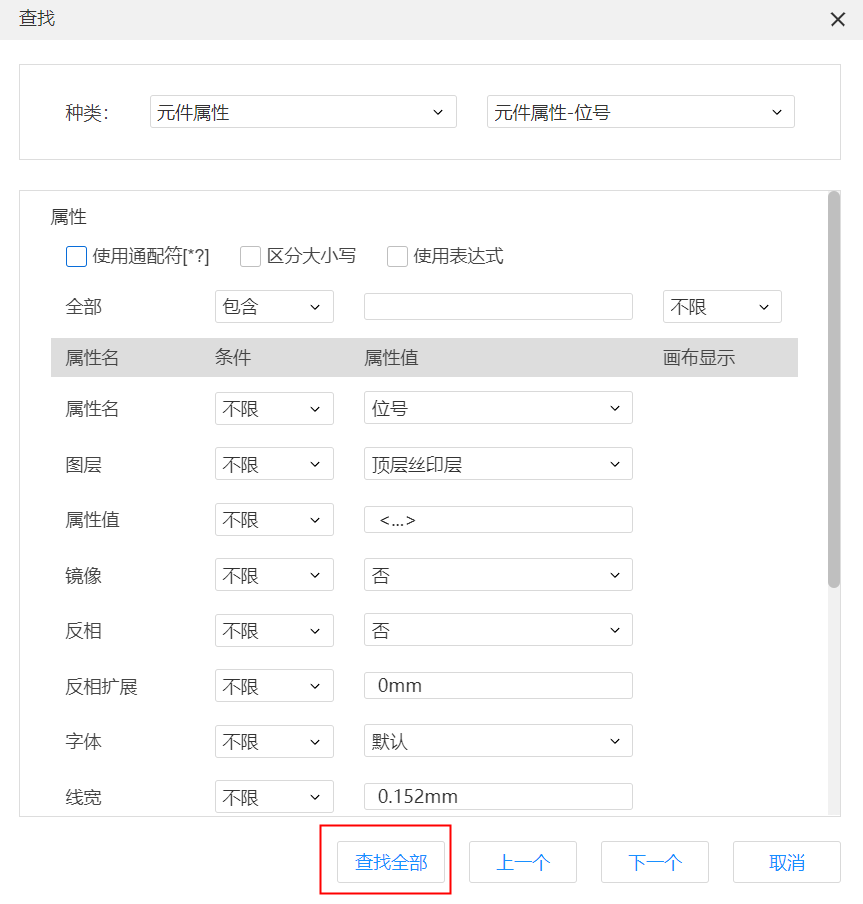 查找
种类: 元件属性 元件属性-位号
属性
使用通配符[*?] 区分大小写 使用表达式
全部 包含 不限
属性名 条件 属性值 画布显示
属性名 不限 位号
图层 不限 顶层丝印层
属性值 不限 <...>
镜像 不限 否
反相 不限 否
反相扩展 不限 0mm
字体 不限 默认
线宽 不限 0.152mm
查找全部 上一个 下一个 取消